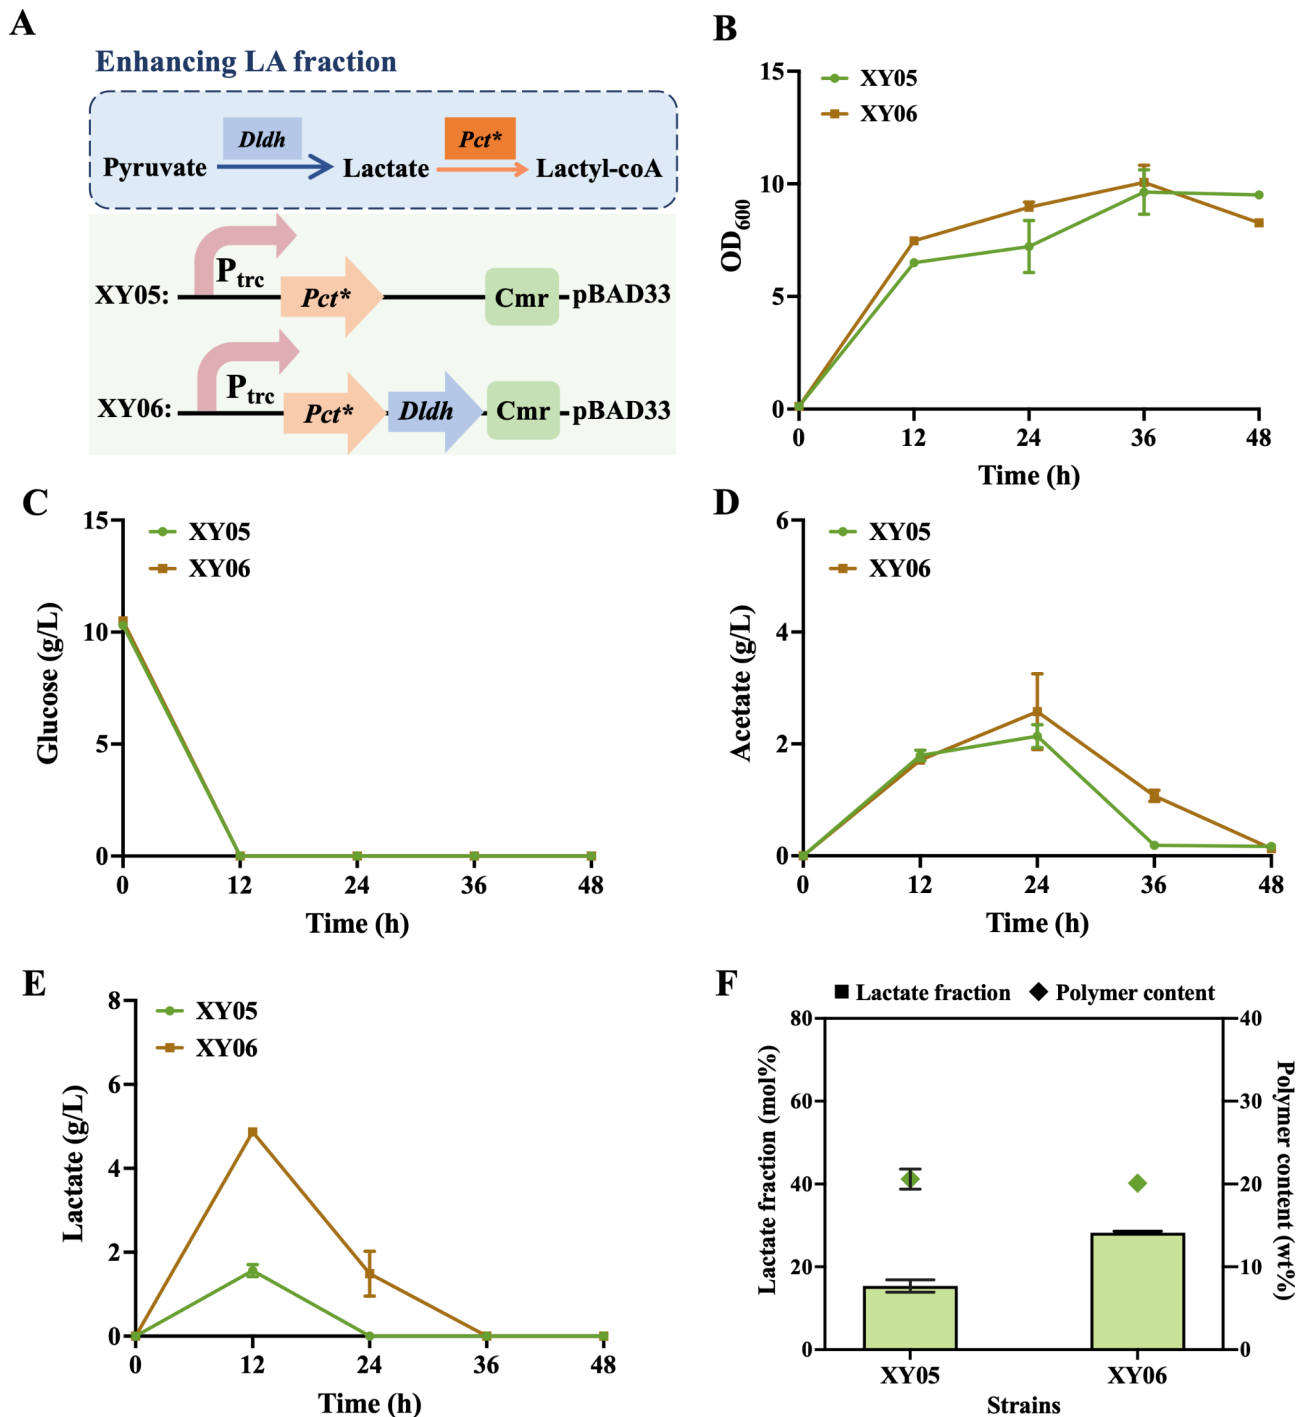 A
Enhancing LA fraction
Dldh
Pct*
Pyruvate
Lactate
Lactyl-coA
Ptrc
XY05:
Pct*
Cmr
pBAD33
Ptrc
XY06:
Pct*
Dldh
Cmr
pBAD33
B
XY05
XY06
15
10
5
0
OD600
0 12 24 36 48
Time (h)
C
XY05
XY06
15
10
5
0
Glucose (g/L)
0 12 24 36 48
Time (h)
D
XY05
XY06
6
4
2
0
Acetate (g/L)
0 12 24 36 48
Time (h)
E
XY05
XY06
8
6
4
2
0
Lactate (g/L)
0 12 24 36 48
Time (h)
F
Lactate fraction Polymer content
80
60
40
20
0
Lactate fraction (mol%)
40
30
20
10
0
Polymer content (wt%)
XY05 XY06
Strains